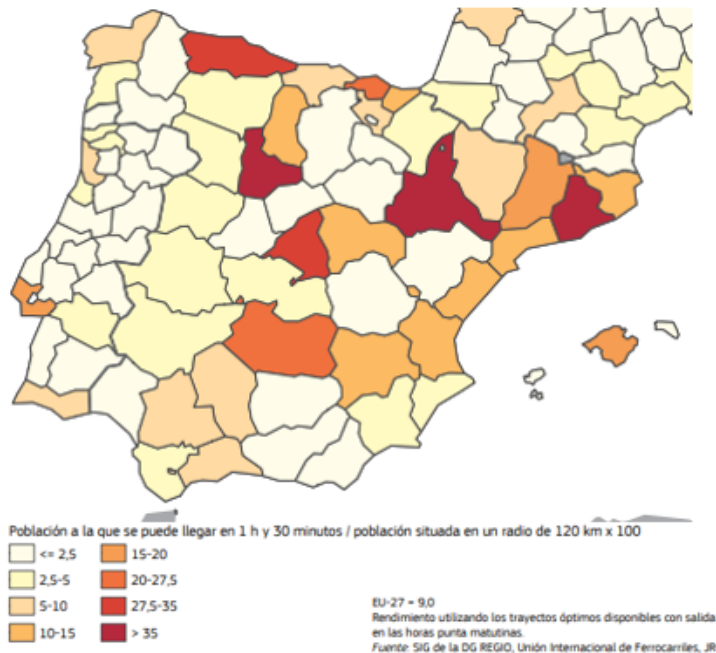 Población a la que se puede llegar en 1 h y 30 minutos / población situada en un radio de 120 km x 100
<= 2,5
15-20
2,5-5
20-27,5
5-10
27,5-35
10-15
> 35
EU-27 = 9,0
Rendimiento utilizando los trayectos óptimos disponibles con salida
en las horas punta matutinas.
Fuente: SIG de la DG REGIO, Unión Internacional de Ferrocarriles, JR